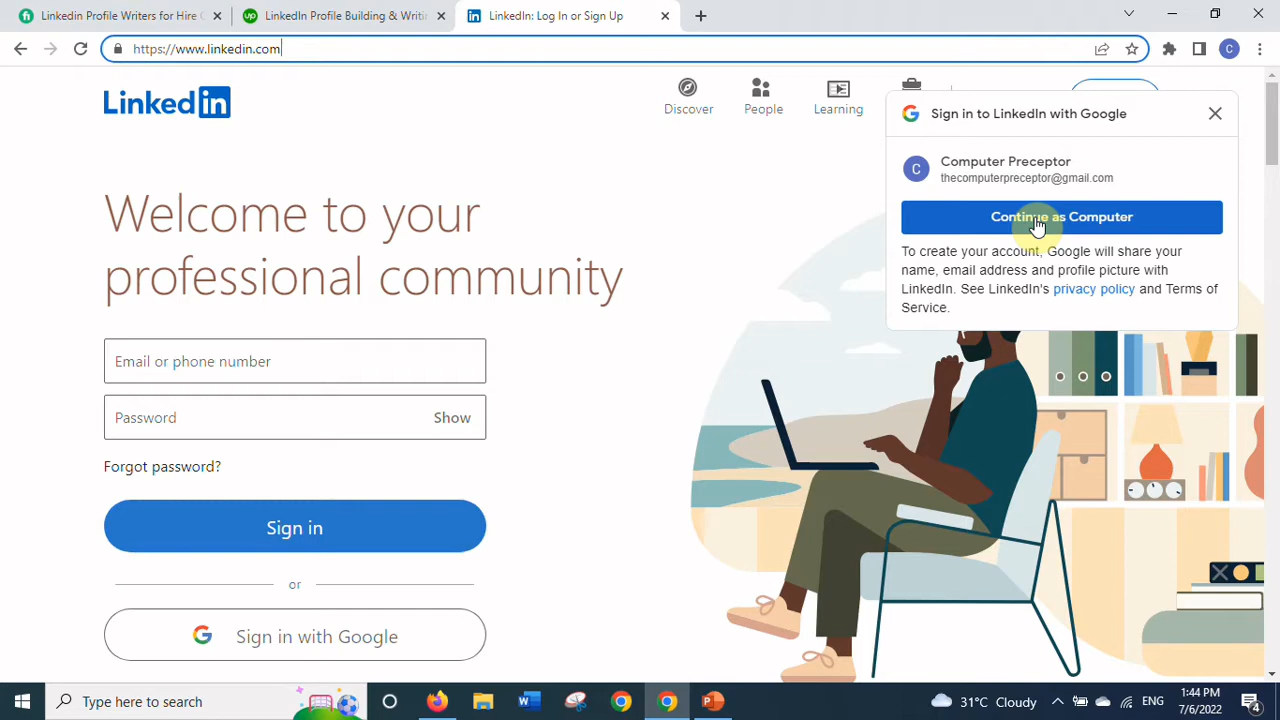 Linkedin Profile Writers for Hire
LinkedIn Profile Building & Writi
LinkedIn: Log In or Sign Up
https://www.linkedin.com
C
Linkedin
Discover
People
Learning
Sign in to LinkedIn with Google
C
Computer Preceptor
thecomputerpreceptor@gmail.com
Continue as Computer
To create your account, Google will share your
name, email address and profile picture with
LinkedIn. See LinkedIn's privacy policy and Terms of
Service.
Welcome to your
professional community
Email or phone number
Password
Show
Forgot password?
Sign in
or
Sign in with Google
Type here to search
31°C Cloudy
ENG
1:44 PM
7/6/2022
4